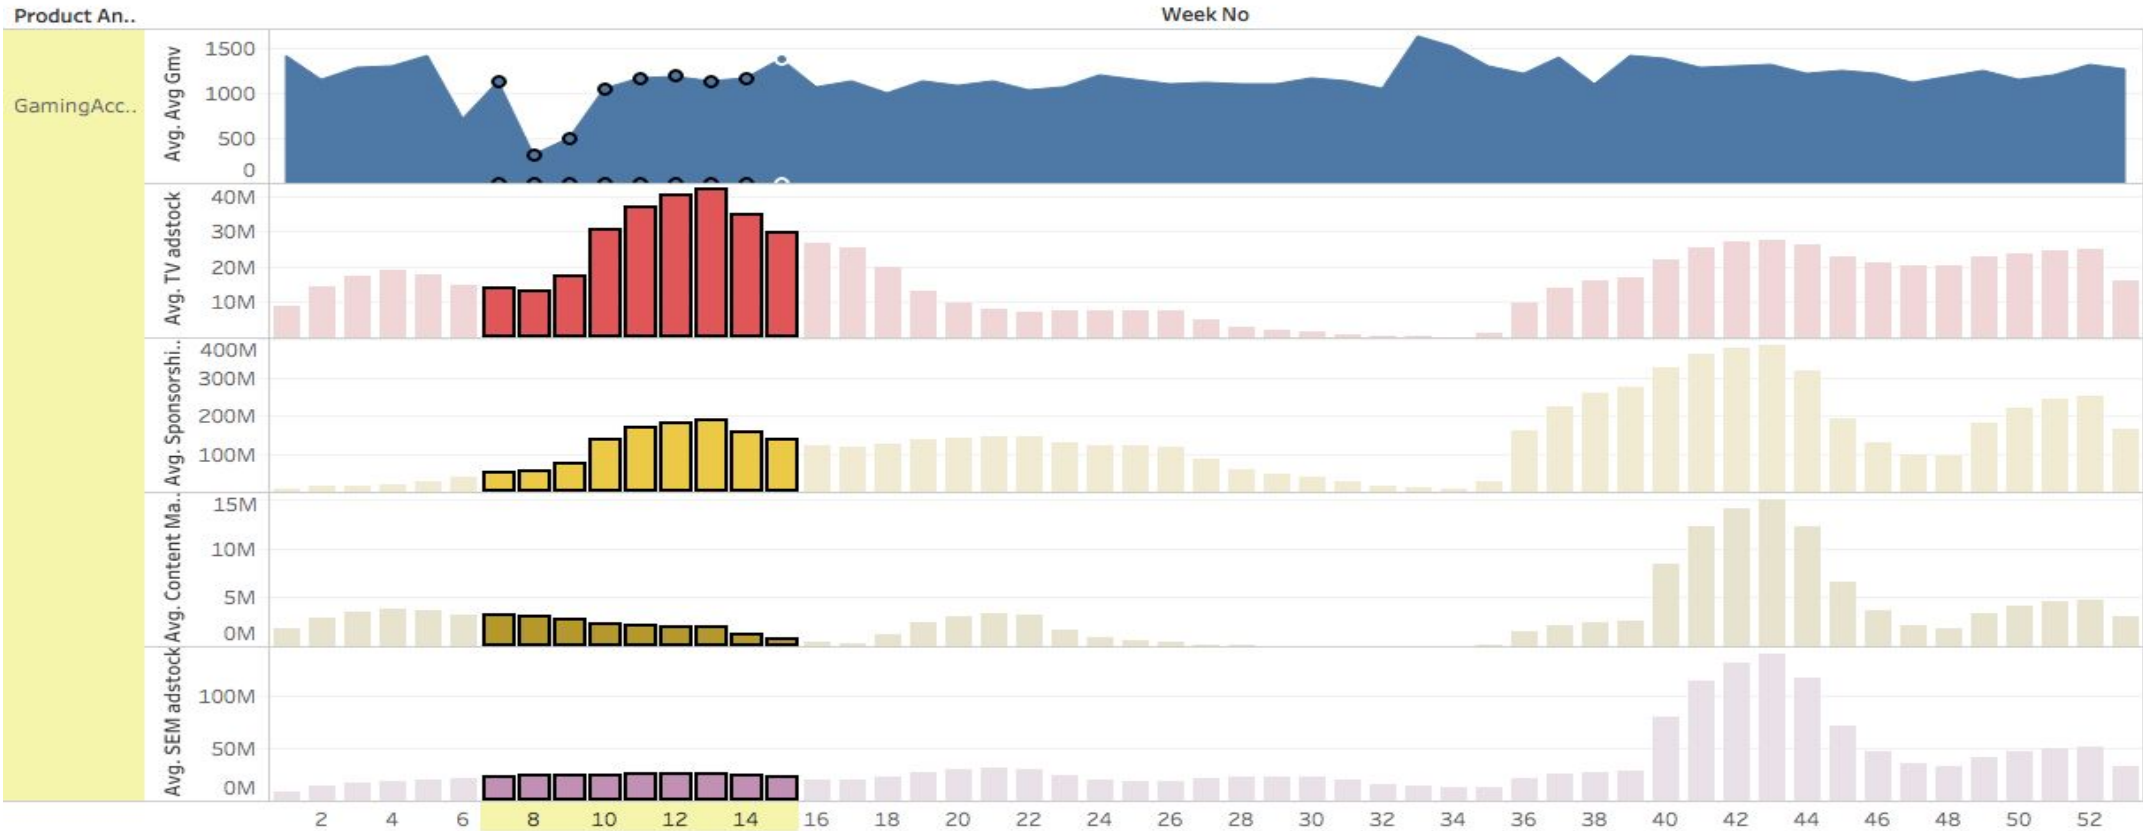 Product An..
Week No
GamingAcc..
Avg. Avg Gmv
1500
1000
500
0
Avg. TV adstock
40M
30M
20M
10M
Avg. Sponsorshi..
400M
300M
200M
100M
Avg. Content Ma..
15M
10M
5M
0M
Avg. SEM adstock
100M
50M
0M
2 4 6 8 10 12 14 16 18 20 22 24 26 28 30 32 34 36 38 40 42 44 46 48 50 52